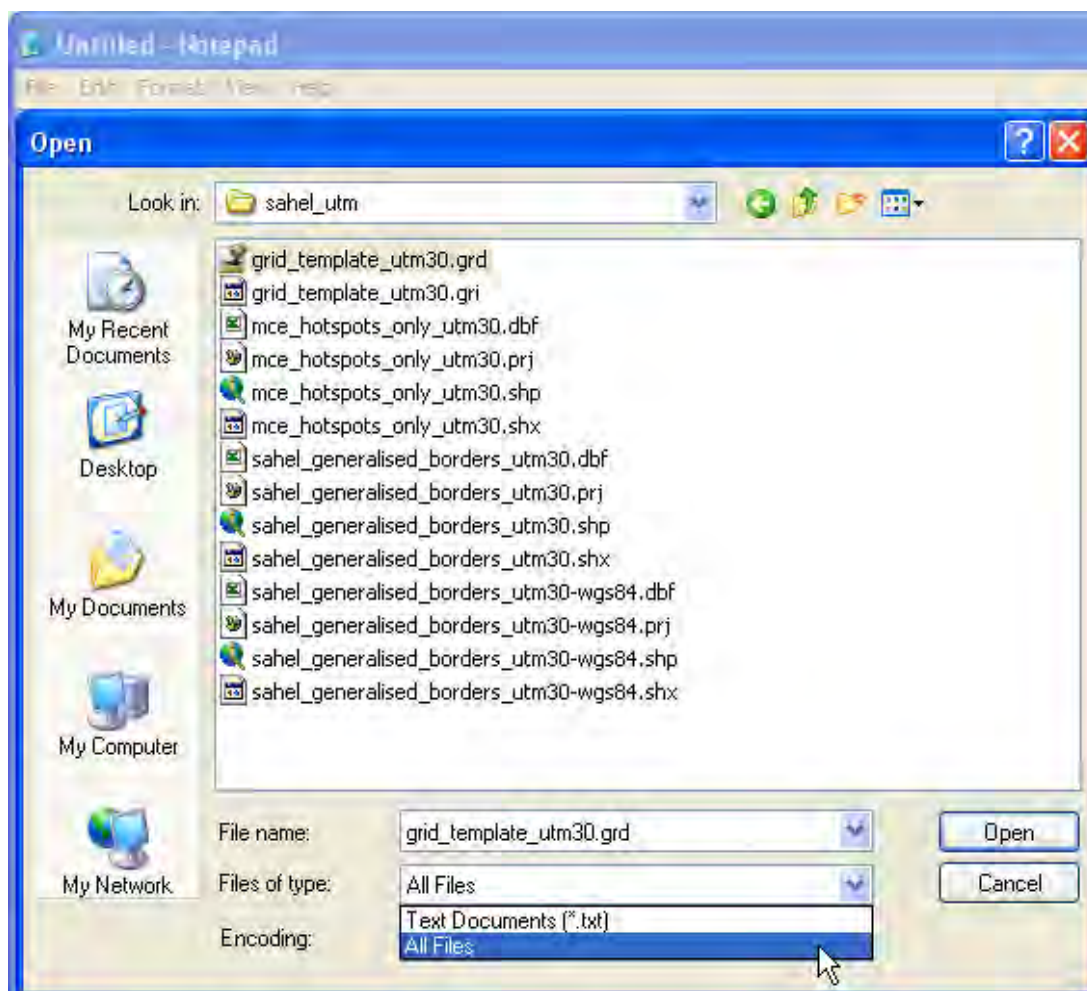 Untitled - Notepad
File Edit Format View Help
Open
Look in: sahel_utm
My Recent
Documents
Desktop
My Documents
My Computer
My Network
grid_template_utm30.grd
grid_template_utm30.gri
mce_hotspots_only_utm30.dbf
mce_hotspots_only_utm30.prj
mce_hotspots_only_utm30.shp
mce_hotspots_only_utm30.shx
sahel_generalised_borders_utm30.dbf
sahel_generalised_borders_utm30.prj
sahel_generalised_borders_utm30.shp
sahel_generalised_borders_utm30.shx
sahel_generalised_borders_utm30-wgs84.dbf
sahel_generalised_borders_utm30-wgs84.prj
sahel_generalised_borders_utm30-wgs84.shp
sahel_generalised_borders_utm30-wgs84.shx
File name: grid_template_utm30.grd Open
Files of type: All Files Cancel
Text Documents (*.txt)
Encoding: All Files